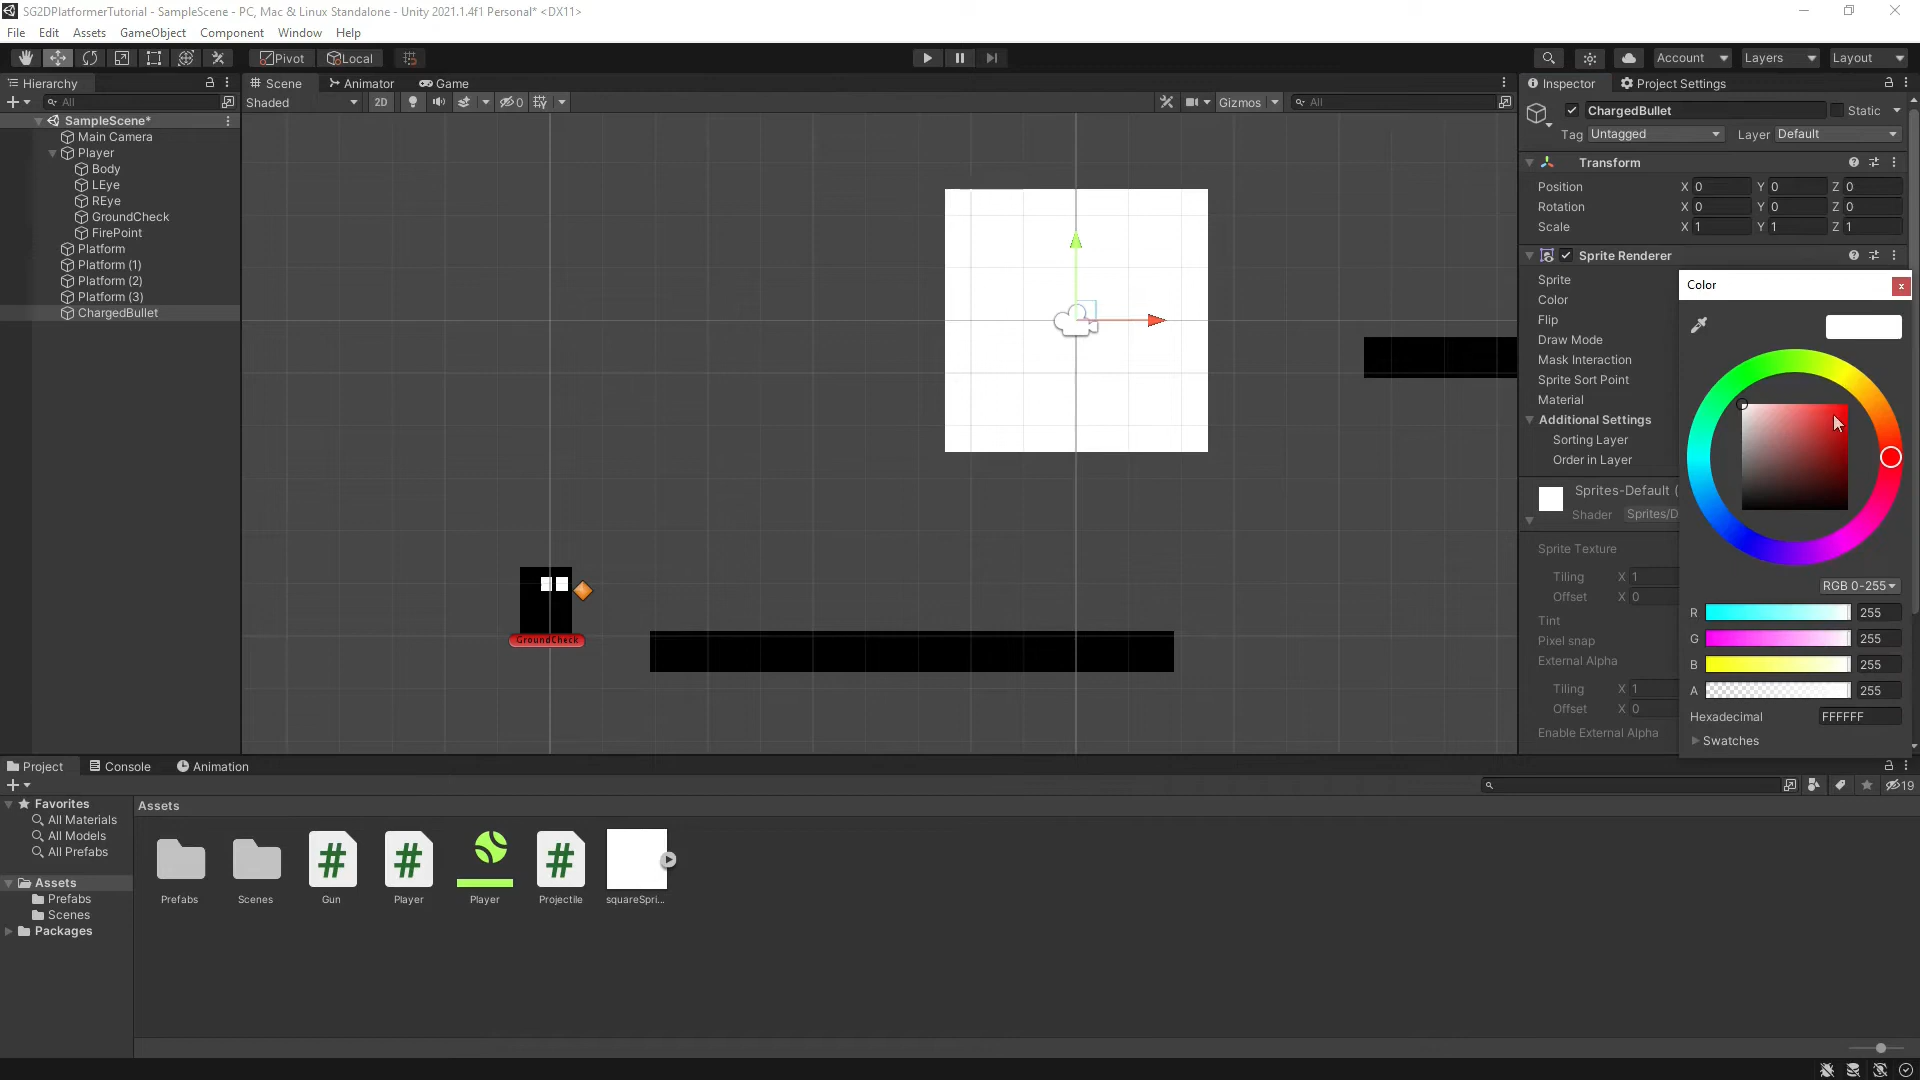 SG2DPlatformerTutorial - SampleScene - PC, Mac & Linux Standalone - Unity 2021.1.4f1 Personal* <DX11>
File Edit Assets GameObject Component Window Help
Pivot Local Account Layers Layout
Hierarchy
All
SampleScene*
Main Camera
Player
Body
LEye
REye
GroundCheck
FirePoint
Platform
Platform (1)
Platform (2)
Platform (3)
ChargedBullet
Scene Animator Game
Shaded 2D 0 Gizmos All
GroundCheck
Inspector Project Settings
ChargedBullet Static
Tag Untagged Layer Default
Transform
Position X 0 Y 0 Z 0
Rotation X 0 Y 0 Z 0
Scale X 1 Y 1 Z 1
Sprite Renderer
Sprite
Color
Flip
Draw Mode
Mask Interaction
Sprite Sort Point
Material
Additional Settings
Sorting Layer
Order in Layer
Sprites-Default (
Shader Sprites/D
Sprite Texture
Tiling X 1
Offset X 0
Tint
Pixel snap
External Alpha
Tiling X 1
Offset X 0
Enable External Alpha
Color x
RGB 0-255
R 255
G 255
B 255
A 255
Hexadecimal FFFFFF
Swatches
Project Console Animation
19
Favorites
All Materials
All Models
All Prefabs
Assets
Prefabs
Scenes
Packages
Assets
Prefabs Scenes Gun Player Player Projectile squareSpri...